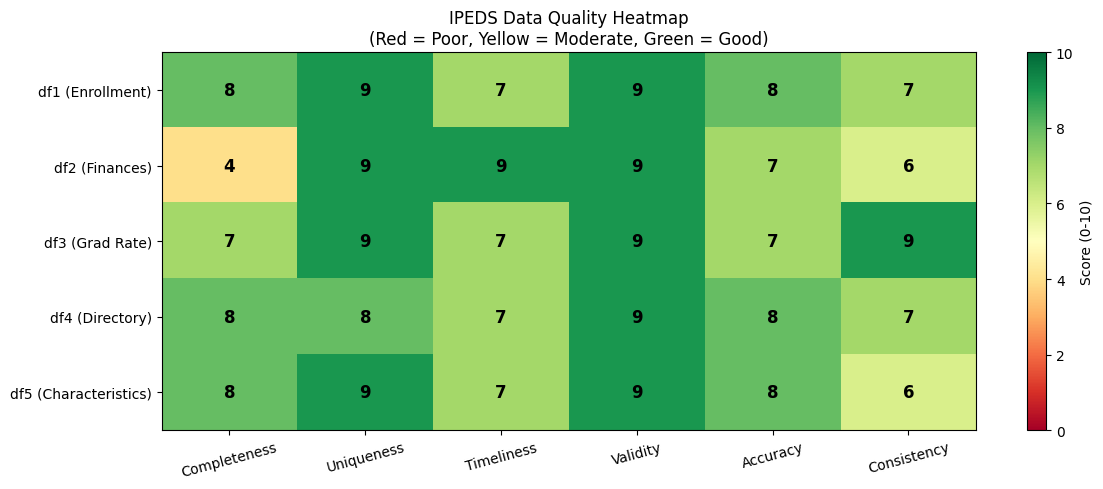 IPEDS Data Quality Heatmap
(Red = Poor, Yellow = Moderate, Green = Good)
df1 (Enrollment) 8 9 7 9 8 7
df2 (Finances) 4 9 9 9 7 6
df3 (Grad Rate) 7 9 7 9 7 9
df4 (Directory) 8 8 7 9 8 7
df5 (Characteristics) 8 9 7 9 8 6
Completeness Uniqueness Timeliness Validity Accuracy Consistency
10
8
6
4
2
0
Score (0-10)